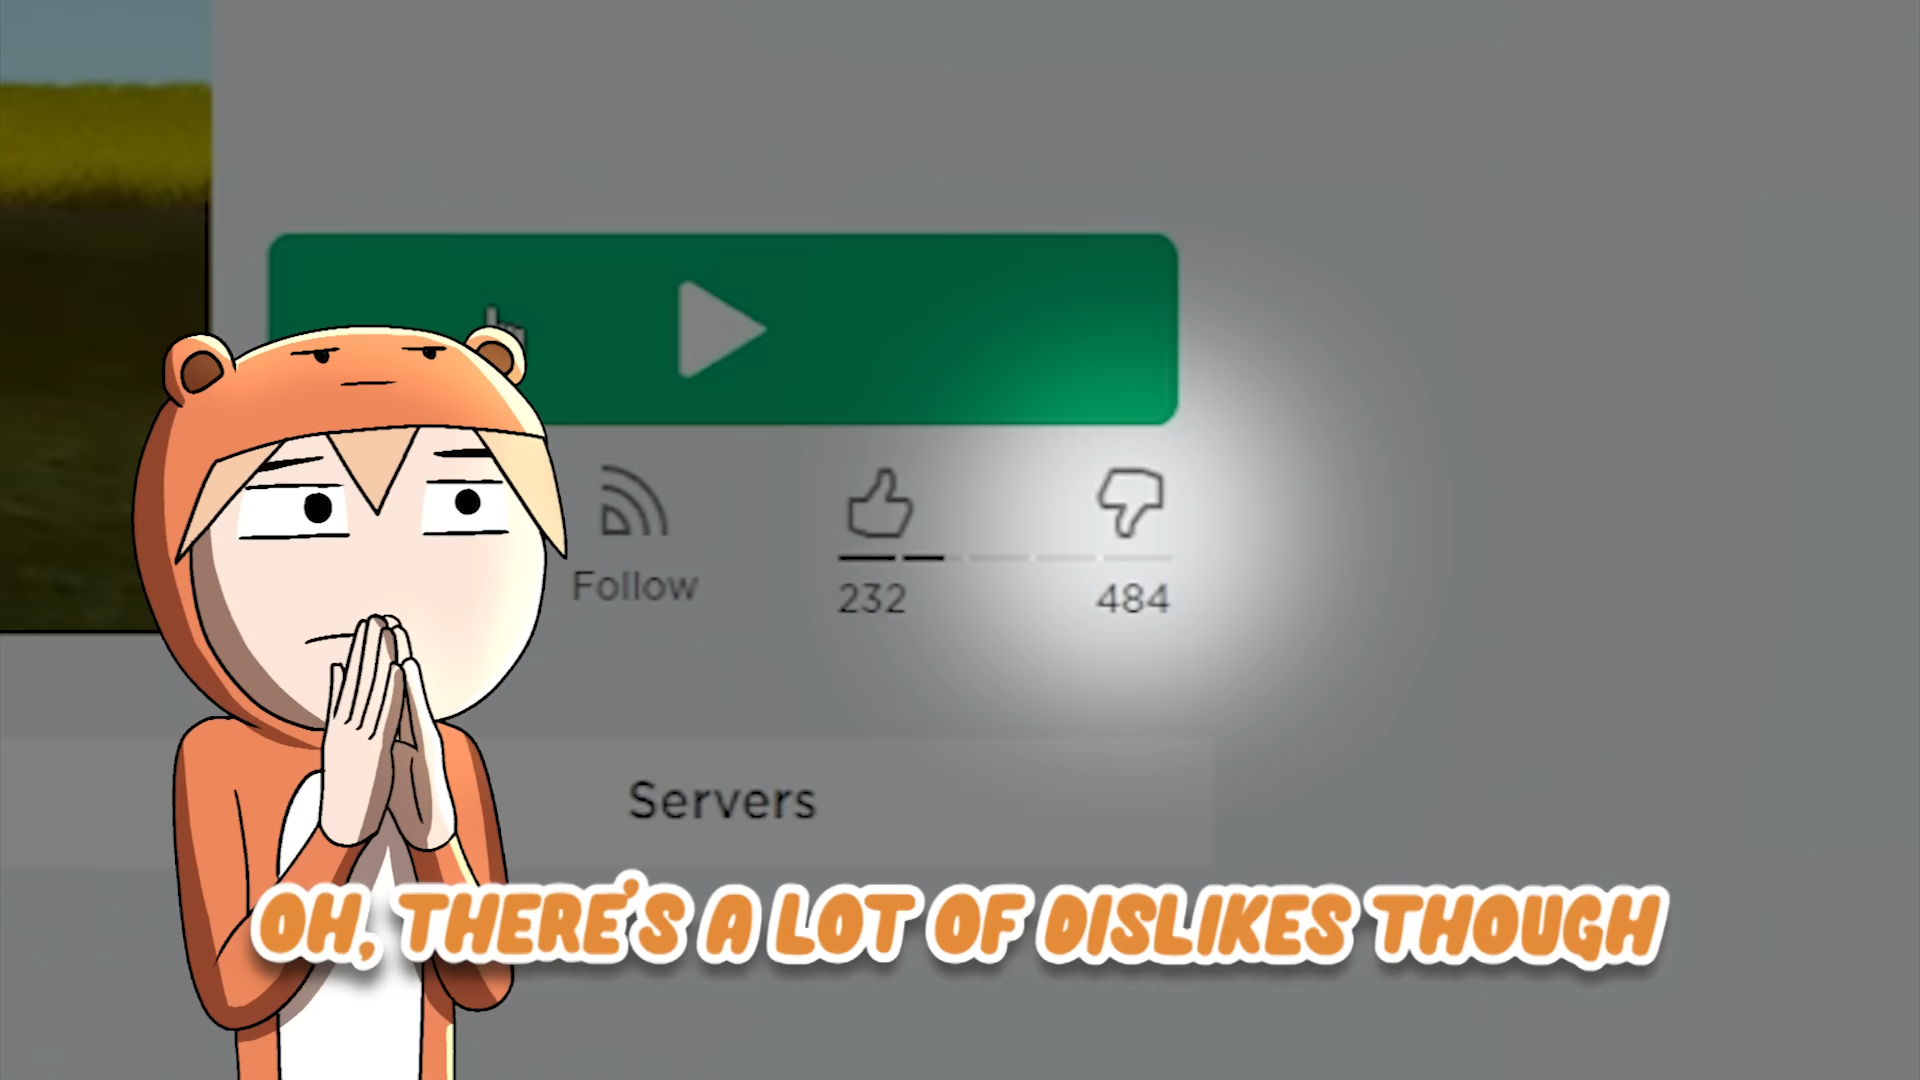 Follow
232
484
Servers
OH, THERE'S A LOT OF DISLIKES THOUGH